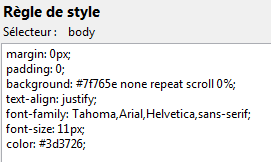 Règle de style
Sélecteur : body
margin: 0px;
padding: 0;
background: #7f765e none repeat scroll 0%;
text-align: justify;
font-family: Tahoma,Arial,Helvetica,sans-serif;
font-size: 11px;
color: #3d3726;